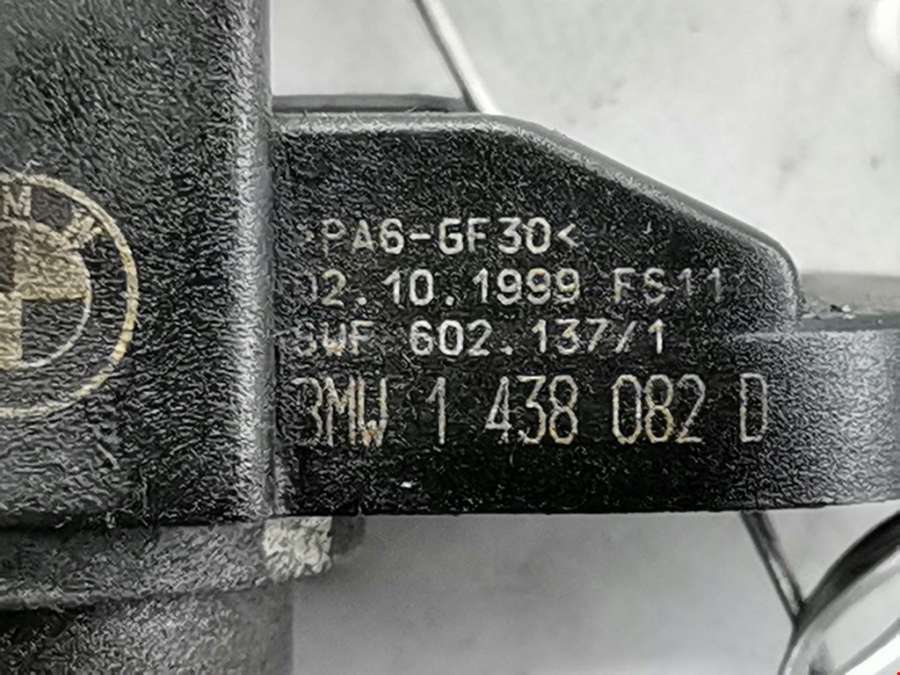 M W
>PA6-GF30<
02.10.1999 FS11
SWF 602.137/1
BMW 1 438 082 D